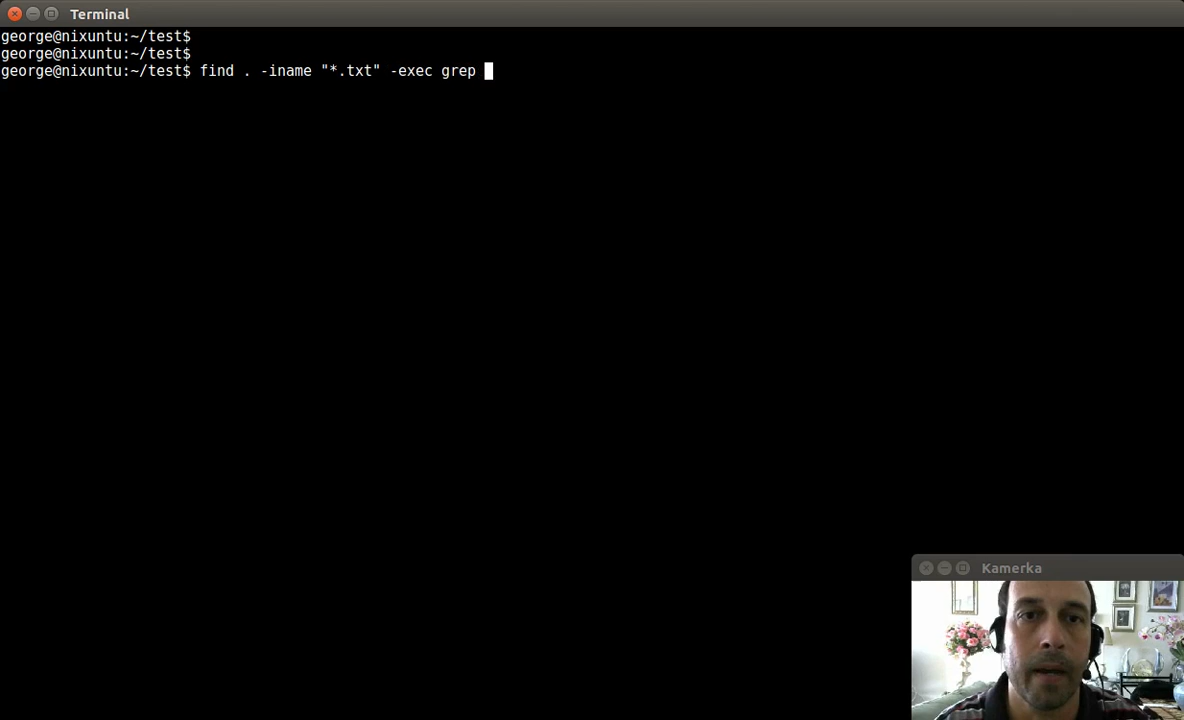 Terminal
george@nixuntu:~/test$
george@nixuntu:~/test$
george@nixuntu:~/test$ find . -iname "*.txt" -exec grep
Kamerka